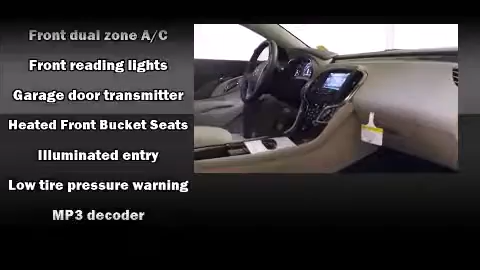 Front dual zone A/C
Front reading lights
Garage door transmitter
Heated Front Bucket Seats
Illuminated entry
Low tire pressure warning
MP3 decoder